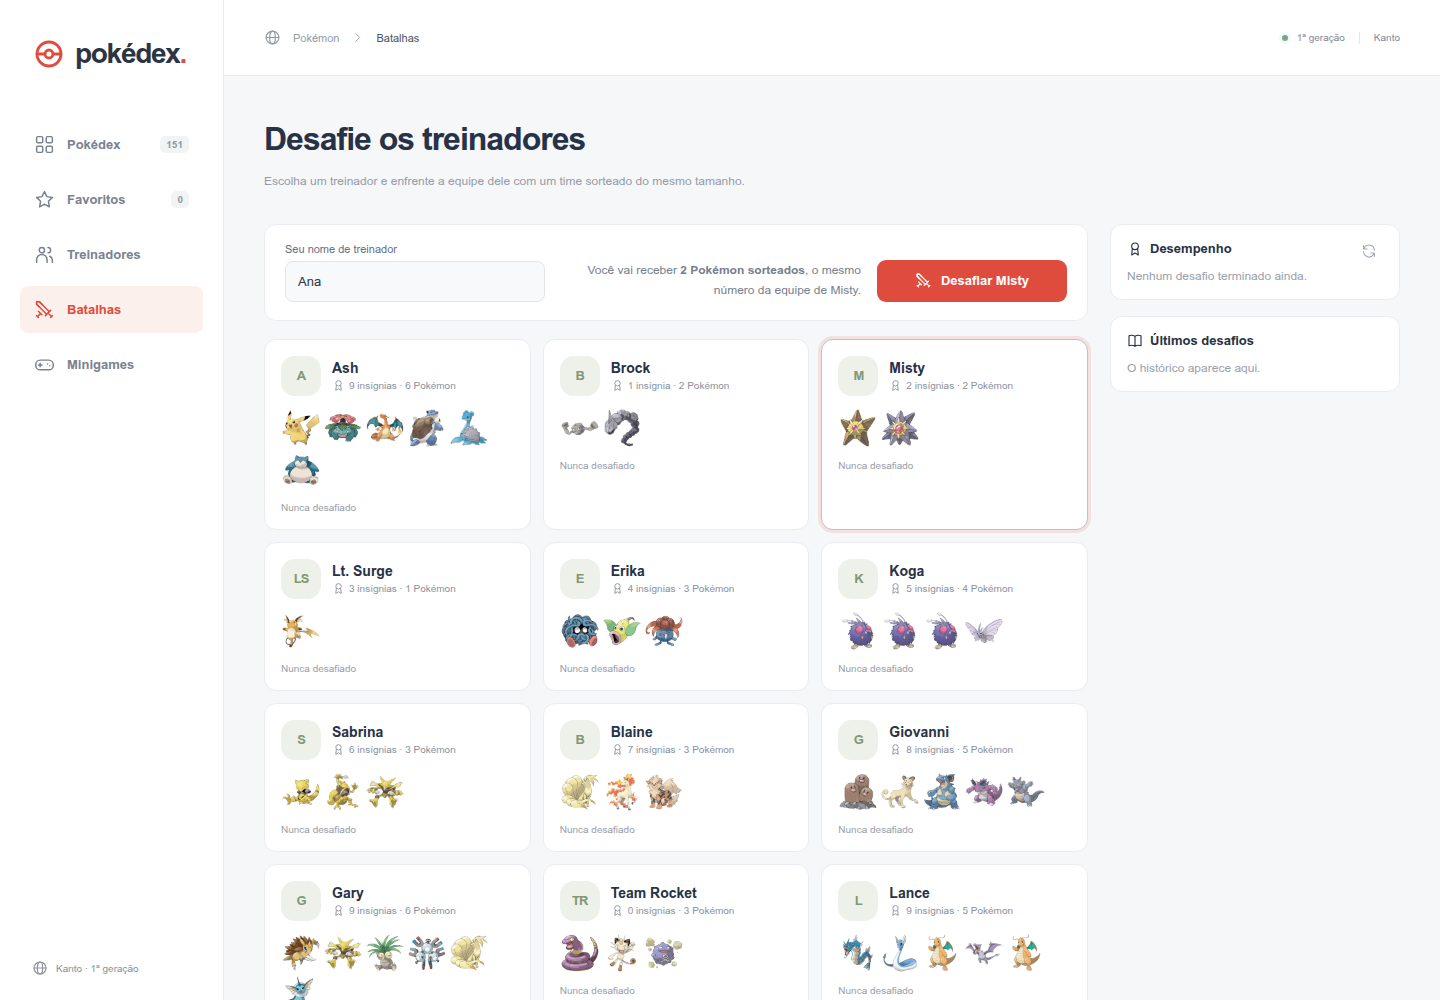 pokédex.
Pokédex 151
Favoritos 0
Treinadores
Batalhas
Minigames
Kanto · 1ª geração
Pokémon > Batalhas
1ª geração | Kanto
Desafie os treinadores
Escolha um treinador e enfrente a equipe dele com um time sorteado do mesmo tamanho.
Seu nome de treinador
Ana
Você vai receber 2 Pokémon sorteados, o mesmo
número da equipe de Misty.
Desafiar Misty
A
Ash
9 insígnias · 6 Pokémon
Nunca desafiado
B
Brock
1 insígnia · 2 Pokémon
Nunca desafiado
M
Misty
2 insígnias · 2 Pokémon
Nunca desafiado
LS
Lt. Surge
3 insígnias · 1 Pokémon
Nunca desafiado
E
Erika
4 insígnias · 3 Pokémon
Nunca desafiado
K
Koga
5 insígnias · 4 Pokémon
Nunca desafiado
S
Sabrina
6 insígnias · 3 Pokémon
Nunca desafiado
B
Blaine
7 insígnias · 3 Pokémon
Nunca desafiado
G
Giovanni
8 insígnias · 5 Pokémon
Nunca desafiado
G
Gary
9 insígnias · 6 Pokémon
TR
Team Rocket
0 insígnias · 3 Pokémon
Nunca desafiado
L
Lance
9 insígnias · 5 Pokémon
Nunca desafiado
Desempenho
Nenhum desafio terminado ainda.
Últimos desafios
O histórico aparece aqui.